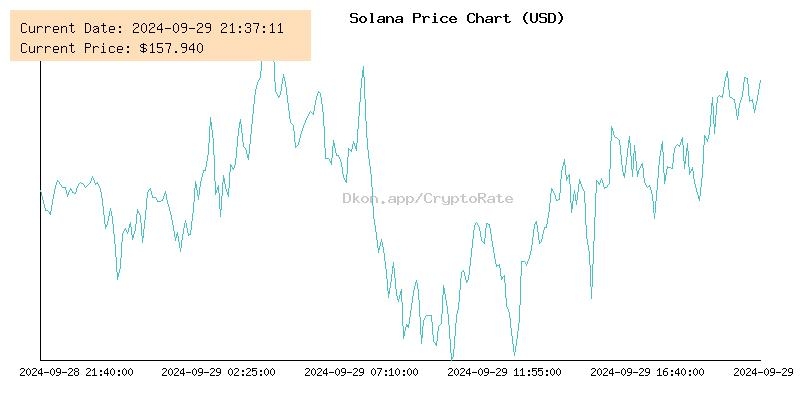 Solana Price Chart (USD)
Current Date: 2024-09-29 21:37:11
Current Price: $157.940
Dkon.app/CryptoRate
2024-09-28 21:40:00 2024-09-29 02:25:00 2024-09-29 07:10:00 2024-09-29 11:55:00 2024-09-29 16:40:00 2024-09-29